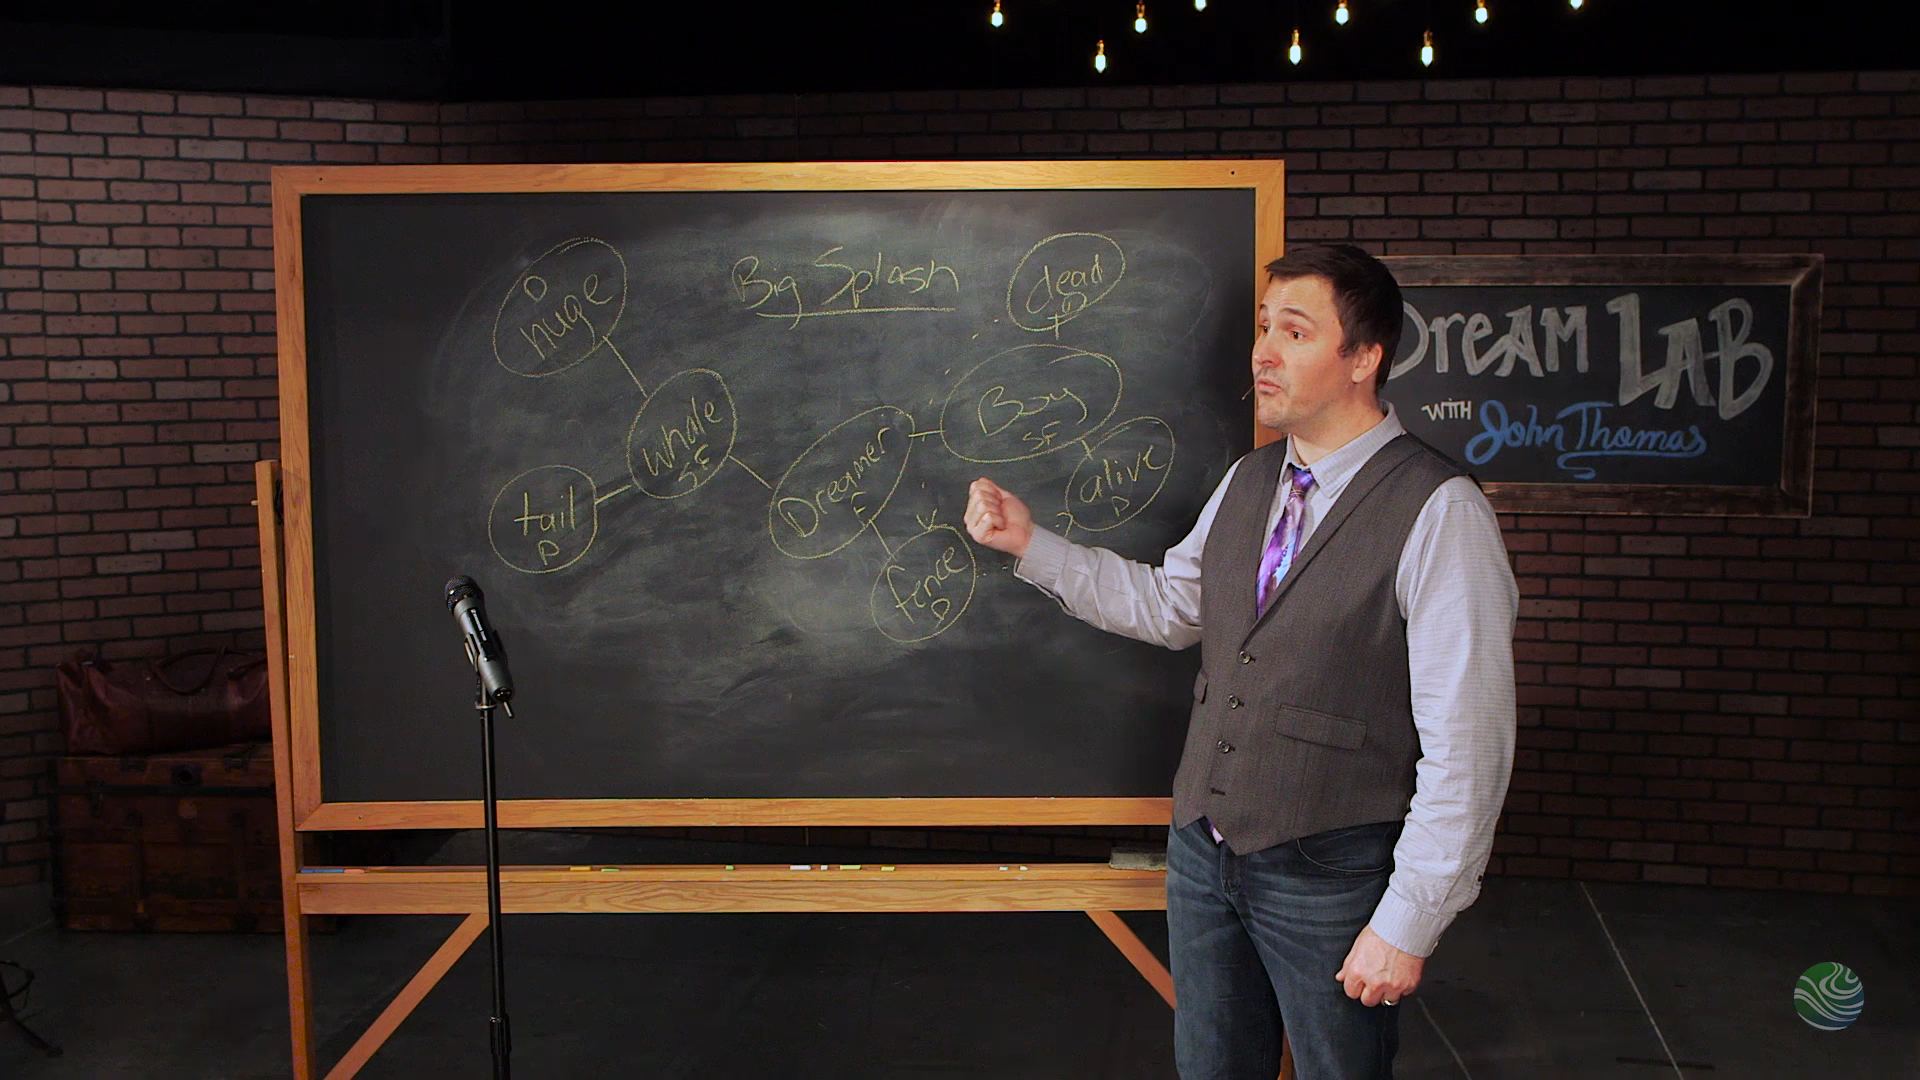 Big Splash
D
huge
whale
SF
tail
D
Dreamer
F
fence
D
Boy
SF
dead
D
alive
D
DREAM LAB
WITH John Thomas